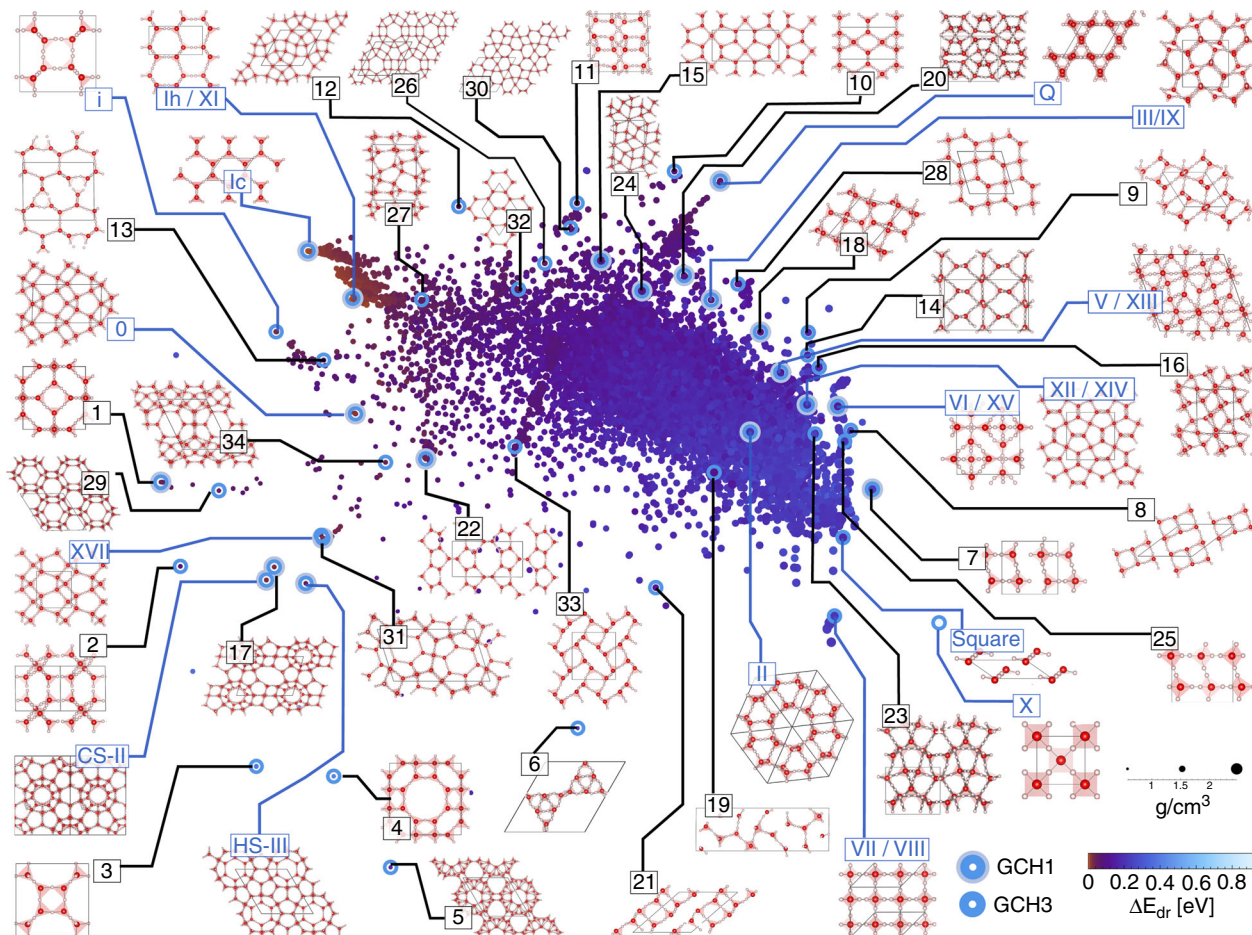 12
26
30
11
15
10
20
i
Ih / XI
Q
III/IX
Ic
27
32
24
28
9
13
18
14
V / XIII
0
16
XII / XIV
VI / XV
1
34
29
8
22
7
XVII
33
2
17
31
Square
25
II
X
23
CS-II
6
1
1.5
2
g/cm³
4
19
3
HS-III
VII / VIII
GCH1
21
5
GCH3
0 0.2 0.4 0.6 0.8
ΔEdr [eV]